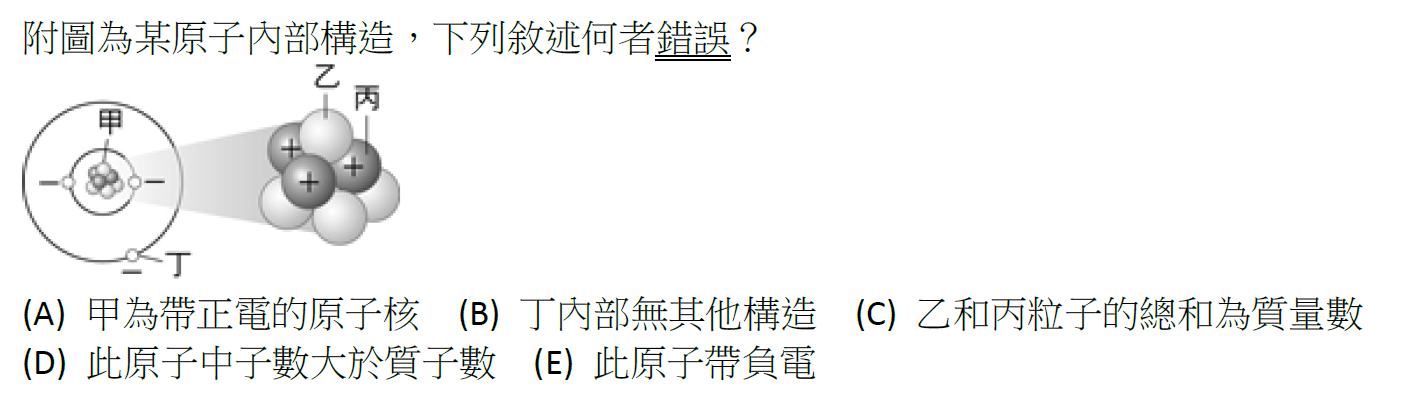 附圖為某原子內部構造，下列敘述何者錯誤？
乙
丙
甲
+
+
+
− −
− 丁
(A) 甲為帶正電的原子核 (B) 丁內部無其他構造 (C) 乙和丙粒子的總和為質量數
(D) 此原子中子數大於質子數 (E) 此原子帶負電